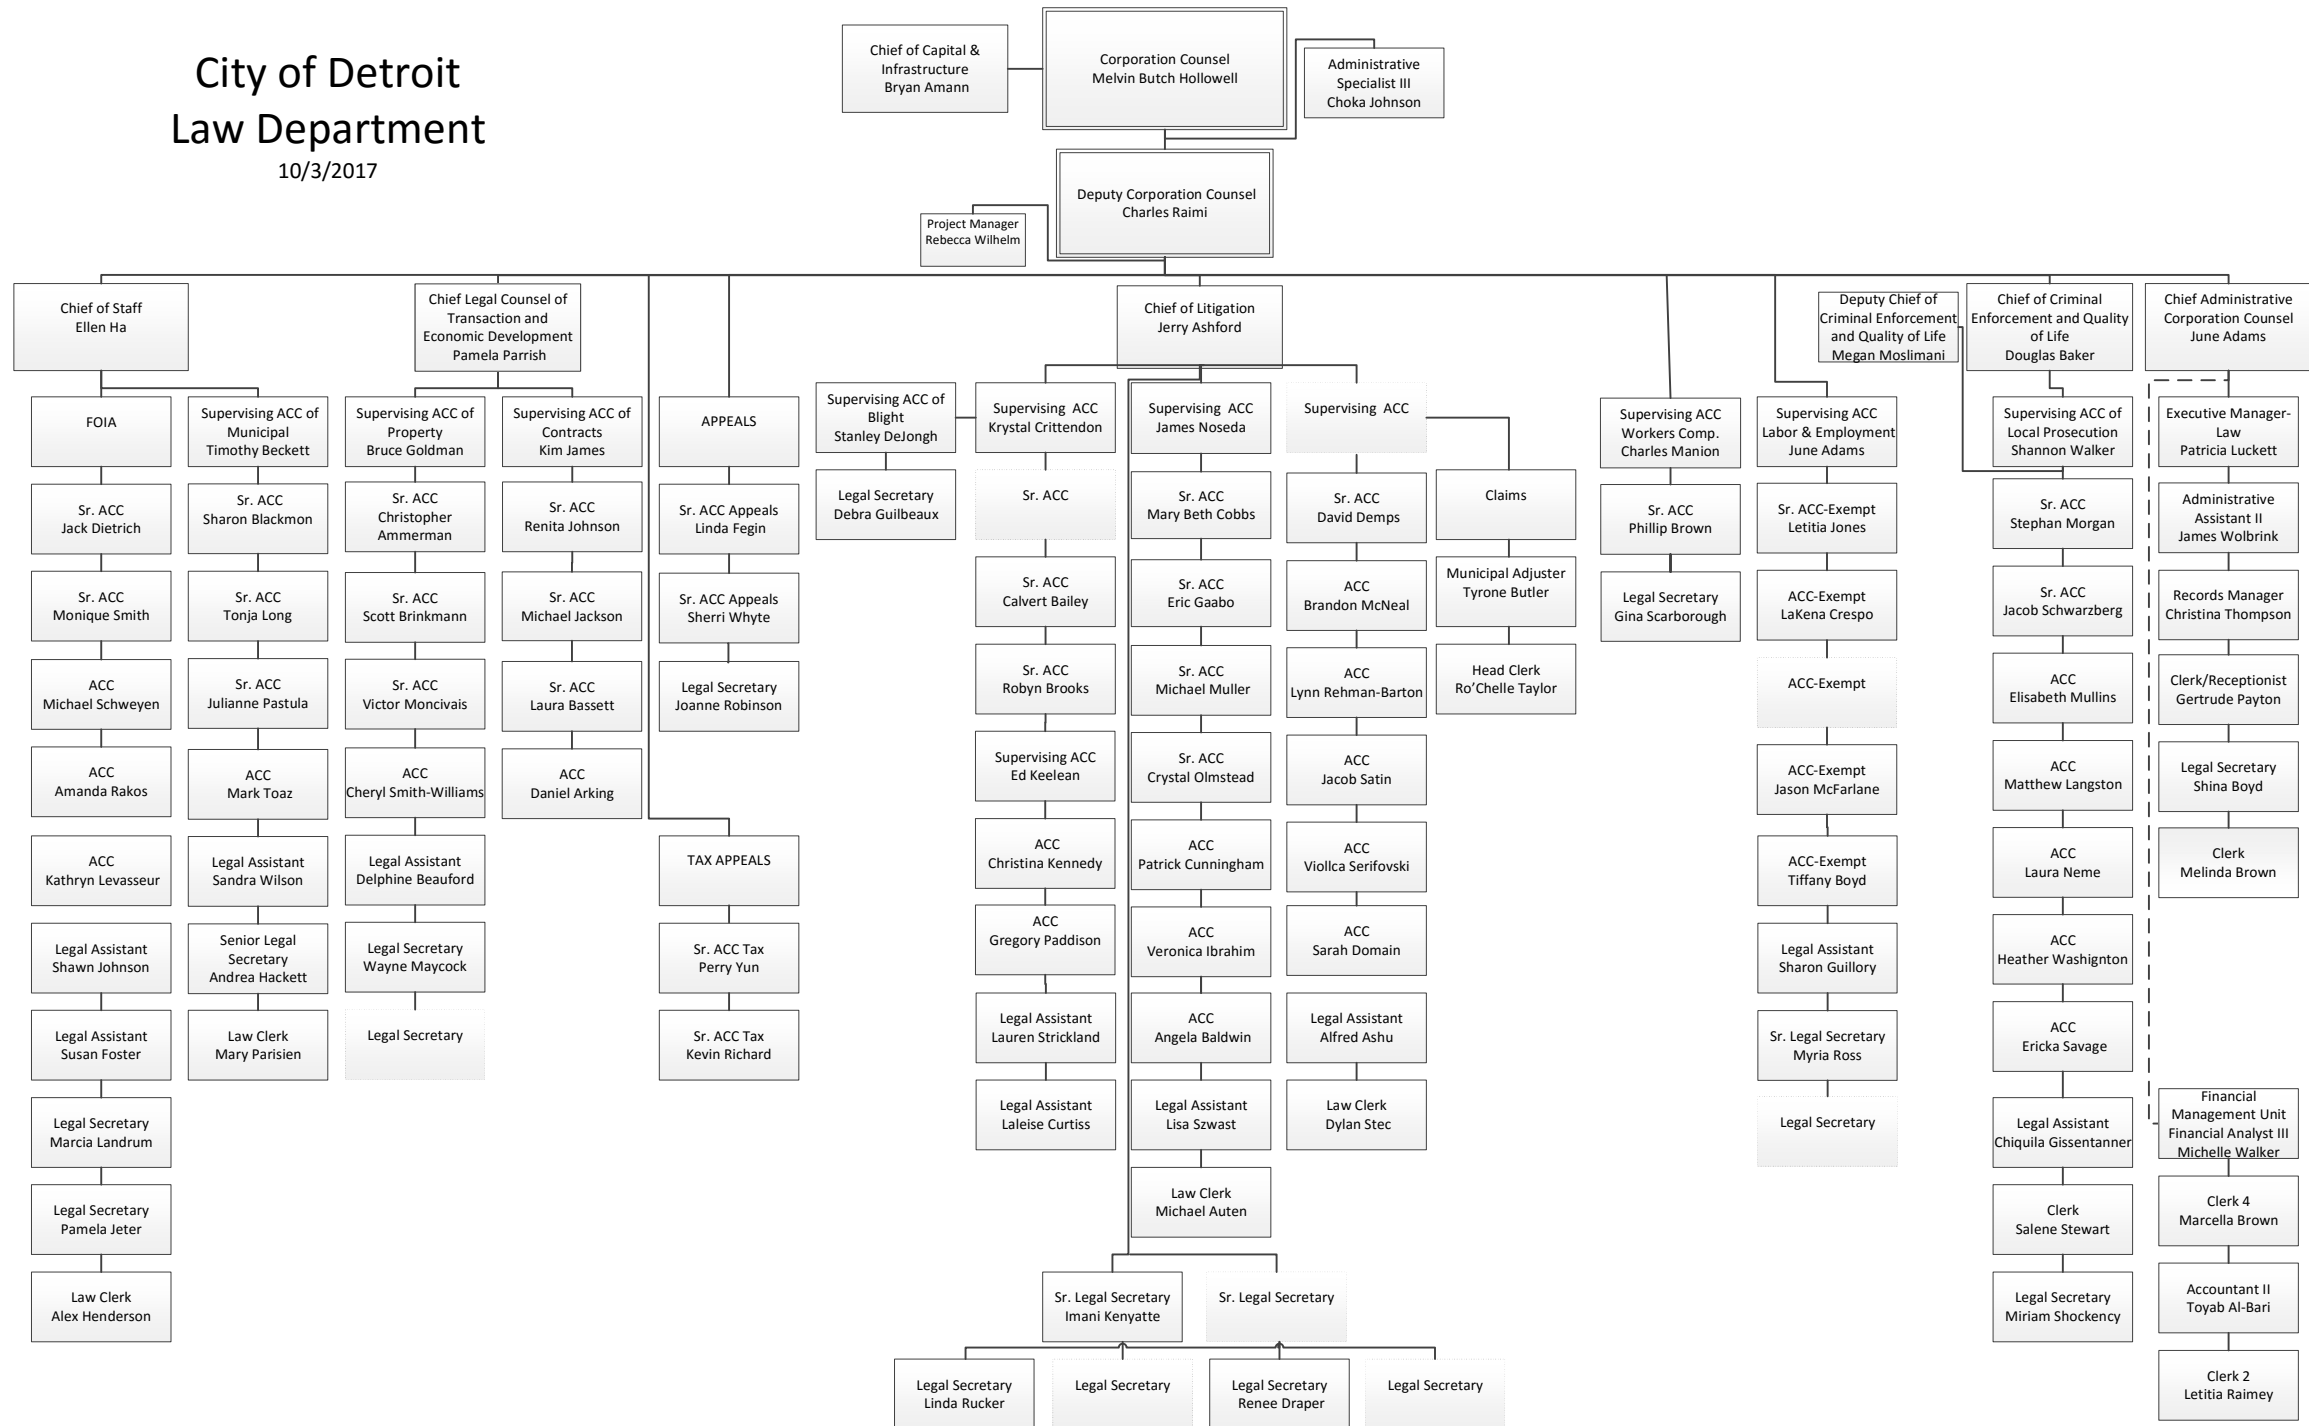 City of Detroit
Law Department
10/3/2017
Chief of Capital &
Infrastructure
Bryan Amann
Corporation Counsel
Melvin Butch Hollowell
Administrative
Specialist III
Choka Johnson
Deputy Corporation Counsel
Charles Raimi
Project Manager
Rebecca Wilhelm
Chief of Staff
Ellen Ha
FOIA
Sr. ACC
Jack Dietrich
Sr. ACC
Monique Smith
ACC
Michael Schweyen
ACC
Amanda Rakos
ACC
Kathryn Levasseur
Legal Assistant
Shawn Johnson
Legal Assistant
Susan Foster
Legal Secretary
Marcia Landrum
Legal Secretary
Pamela Jeter
Law Clerk
Alex Henderson
Supervising ACC of
Municipal
Timothy Beckett
Sr. ACC
Sharon Blackmon
Sr. ACC
Tonja Long
Sr. ACC
Julianne Pastula
ACC
Mark Toaz
Legal Assistant
Sandra Wilson
Senior Legal
Secretary
Andrea Hackett
Law Clerk
Mary Parisien
Chief Legal Counsel of
Transaction and
Economic Development
Pamela Parrish
Supervising ACC of
Property
Bruce Goldman
Sr. ACC
Christopher
Ammerman
Sr. ACC
Scott Brinkmann
Sr. ACC
Victor Moncivais
ACC
Cheryl Smith-Williams
Legal Assistant
Delphine Beauford
Legal Secretary
Wayne Maycock
Legal Secretary
Supervising ACC of
Contracts
Kim James
Sr. ACC
Renita Johnson
Sr. ACC
Michael Jackson
Sr. ACC
Laura Bassett
ACC
Daniel Arking
APPEALS
Sr. ACC Appeals
Linda Fegin
Sr. ACC Appeals
Sherri Whyte
Legal Secretary
Joanne Robinson
TAX APPEALS
Sr. ACC Tax
Perry Yun
Sr. ACC Tax
Kevin Richard
Chief of Litigation
Jerry Ashford
Supervising ACC of
Blight
Stanley DeJongh
Legal Secretary
Debra Guilbeaux
Supervising ACC
Krystal Crittendon
Sr. ACC
Sr. ACC
Calvert Bailey
Sr. ACC
Robyn Brooks
Supervising ACC
Ed Keelean
ACC
Christina Kennedy
ACC
Gregory Paddison
Legal Assistant
Lauren Strickland
Legal Assistant
Laleise Curtiss
Supervising ACC
James Noseda
Sr. ACC
Mary Beth Cobbs
Sr. ACC
Eric Gaabo
Sr. ACC
Michael Muller
Sr. ACC
Crystal Olmstead
ACC
Patrick Cunningham
ACC
Veronica Ibrahim
ACC
Angela Baldwin
Legal Assistant
Lisa Szwast
Law Clerk
Michael Auten
Supervising ACC
Sr. ACC
David Demps
ACC
Brandon McNeal
ACC
Lynn Rehman-Barton
ACC
Jacob Satin
ACC
Viollca Serifovski
ACC
Sarah Domain
Legal Assistant
Alfred Ashu
Law Clerk
Dylan Stec
Claims
Municipal Adjuster
Tyrone Butler
Head Clerk
Ro’Chelle Taylor
Sr. Legal Secretary
Imani Kenyatte
Sr. Legal Secretary
Legal Secretary
Linda Rucker
Legal Secretary
Legal Secretary
Renee Draper
Legal Secretary
Supervising ACC
Workers Comp.
Charles Manion
Sr. ACC
Phillip Brown
Legal Secretary
Gina Scarborough
Supervising ACC
Labor & Employment
June Adams
Sr. ACC-Exempt
Letitia Jones
ACC-Exempt
LaKena Crespo
ACC-Exempt
ACC-Exempt
Jason McFarlane
ACC-Exempt
Tiffany Boyd
Legal Assistant
Sharon Guillory
Sr. Legal Secretary
Myria Ross
Legal Secretary
Deputy Chief of
Criminal Enforcement
and Quality of Life
Megan Moslimani
Chief of Criminal
Enforcement and Quality
of Life
Douglas Baker
Supervising ACC of
Local Prosecution
Shannon Walker
Sr. ACC
Stephan Morgan
Sr. ACC
Jacob Schwarzberg
ACC
Elisabeth Mullins
ACC
Matthew Langston
ACC
Laura Neme
ACC
Heather Washignton
ACC
Ericka Savage
Legal Assistant
Chiquila Gissentanner
Clerk
Salene Stewart
Legal Secretary
Miriam Shockency
Chief Administrative
Corporation Counsel
June Adams
Executive Manager-
Law
Patricia Luckett
Administrative
Assistant II
James Wolbrink
Records Manager
Christina Thompson
Clerk/Receptionist
Gertrude Payton
Legal Secretary
Shina Boyd
Clerk
Melinda Brown
Financial
Management Unit
Financial Analyst III
Michelle Walker
Clerk 4
Marcella Brown
Accountant II
Toyab Al-Bari
Clerk 2
Letitia Raimey